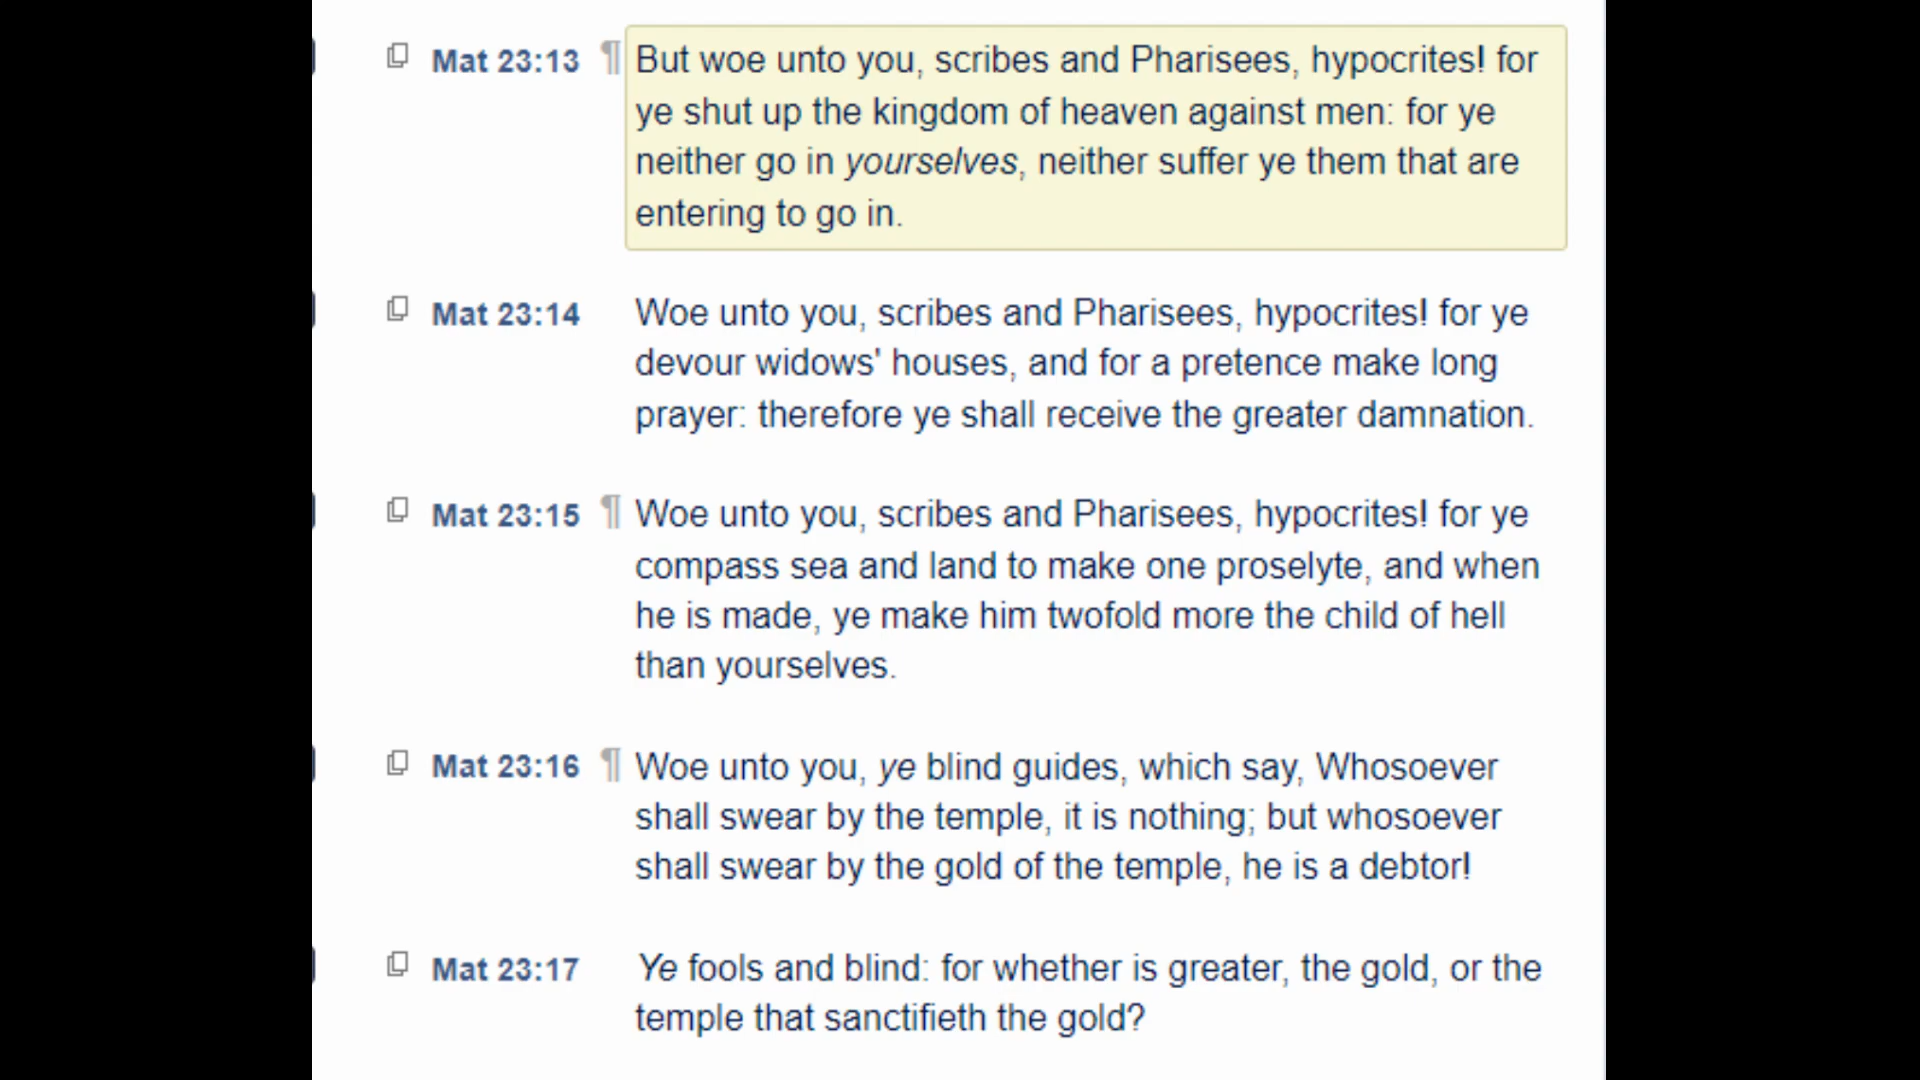 Mat 23:13 ¶ But woe unto you, scribes and Pharisees, hypocrites! for
ye shut up the kingdom of heaven against men: for ye
neither go in yourselves, neither suffer ye them that are
entering to go in.
Mat 23:14 Woe unto you, scribes and Pharisees, hypocrites! for ye
devour widows' houses, and for a pretence make long
prayer: therefore ye shall receive the greater damnation.
Mat 23:15 ¶ Woe unto you, scribes and Pharisees, hypocrites! for ye
compass sea and land to make one proselyte, and when
he is made, ye make him twofold more the child of hell
than yourselves.
Mat 23:16 ¶ Woe unto you, ye blind guides, which say, Whosoever
shall swear by the temple, it is nothing; but whosoever
shall swear by the gold of the temple, he is a debtor!
Mat 23:17 Ye fools and blind: for whether is greater, the gold, or the
temple that sanctifieth the gold?